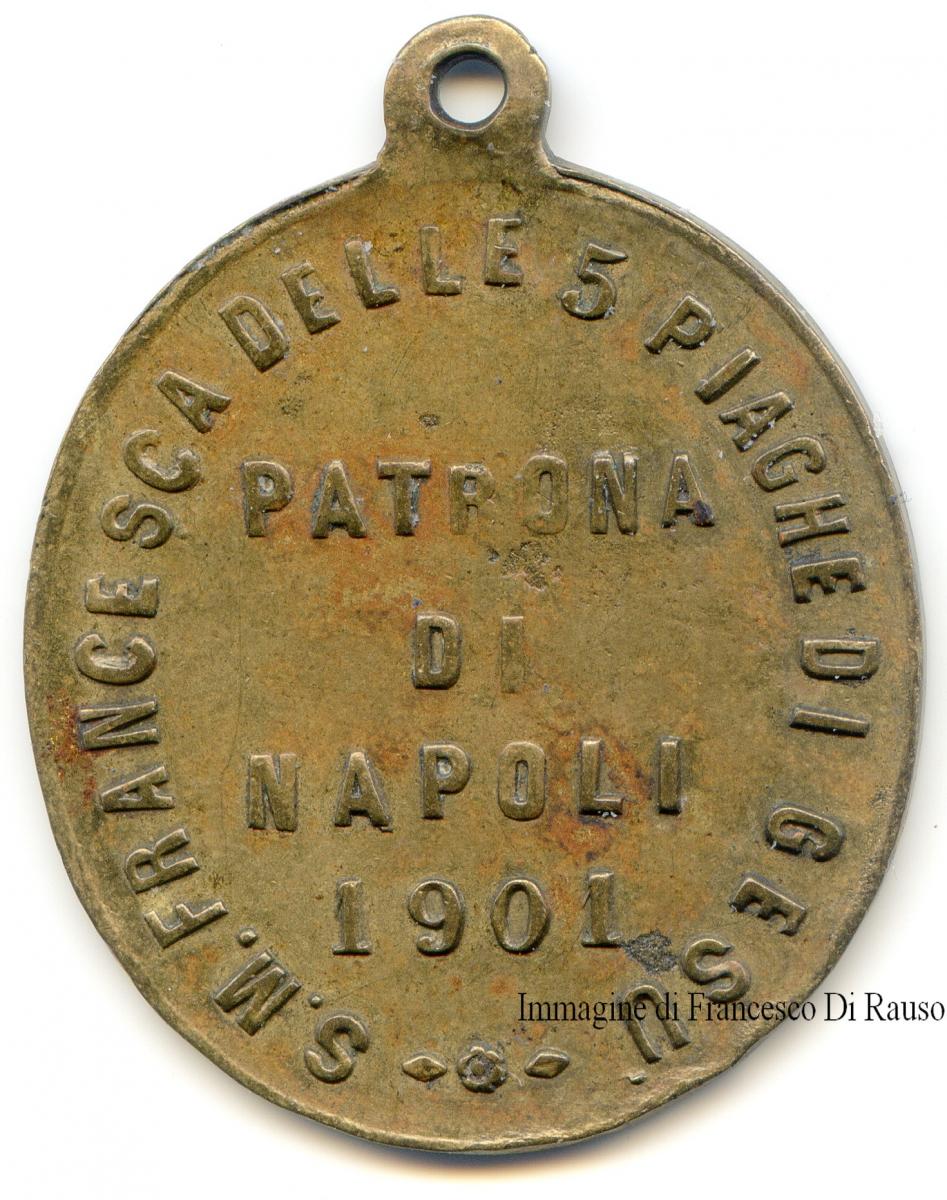 S. M. FRANCESCA DELLE 5 PIAGHE DI GESU.
PATRONA
DI
NAPOLI
1901
Immagine di Francesco Di Rauso